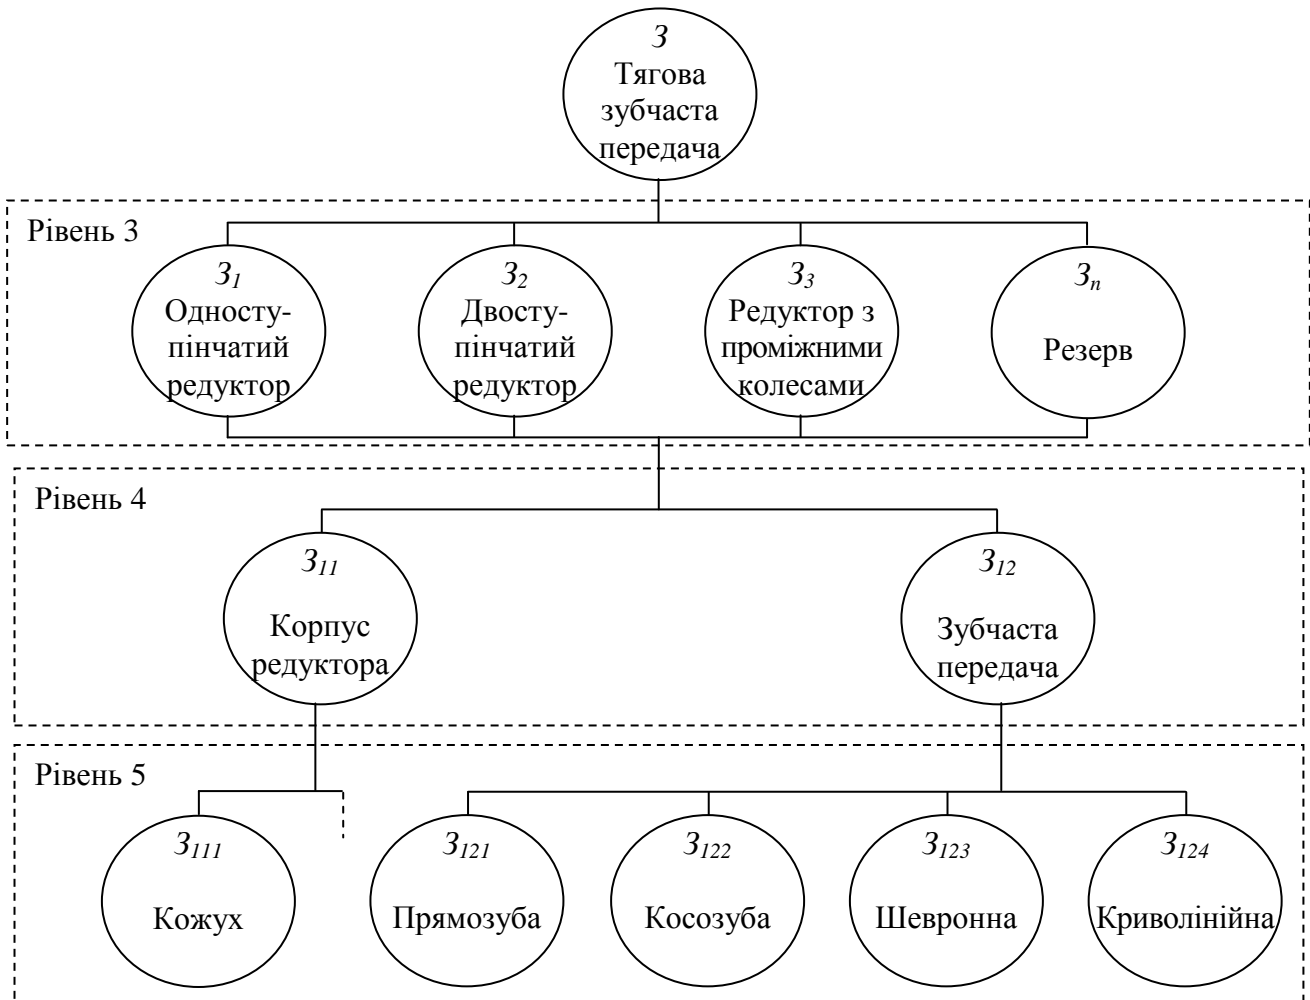 З
Тягова
зубчаста
передача
Рівень 3
З1
Односту-
пінчатий
редуктор
З2
Двосту-
пінчатий
редуктор
З3
Редуктор з
проміжними
колесами
Зn
Резерв
Рівень 4
З11
Корпус
редуктора
З12
Зубчаста
передача
Рівень 5
З111
Кожух
З121
Прямозуба
З122
Косозуба
З123
Шевронна
З124
Криволінійна